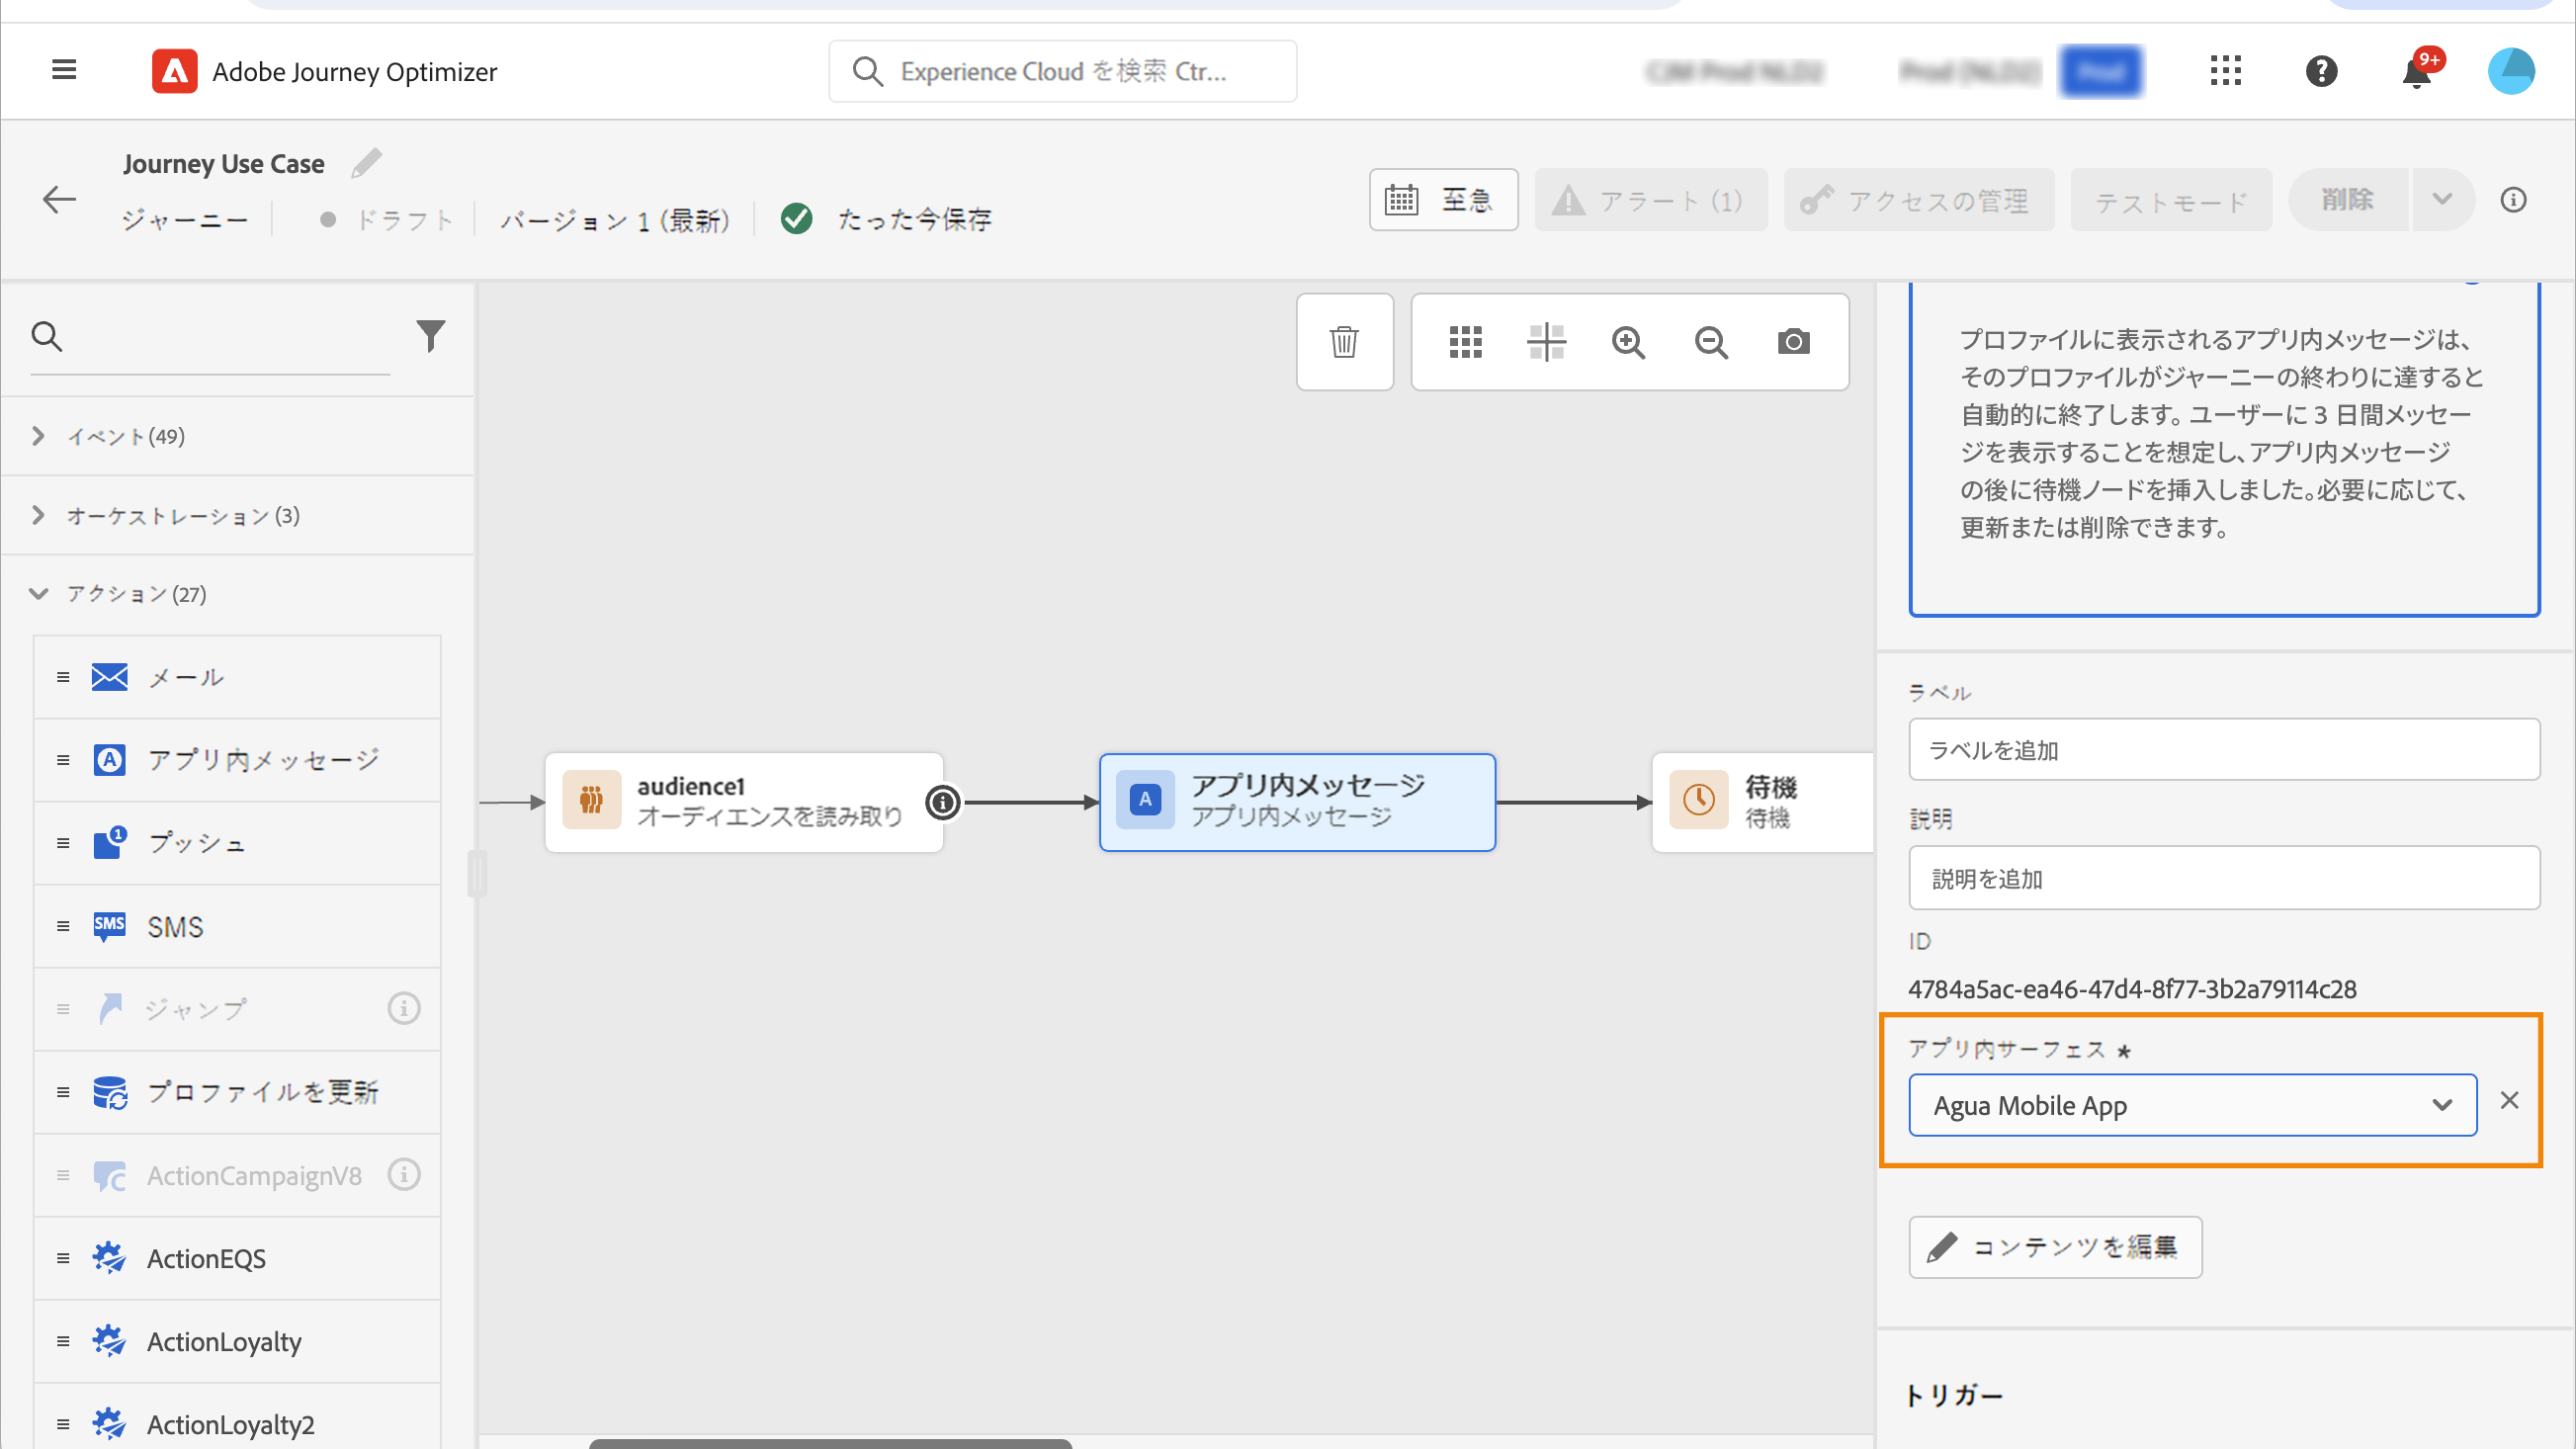 Adobe Journey Optimizer
Experience Cloud を検索 Ctr...
9+
Journey Use Case
ジャーニー
ドラフト
バージョン 1 (最新)
たった今保存
至急
アラート (1)
アクセスの管理
テストモード
削除
イベント (49)
オーケストレーション (3)
アクション (27)
メール
アプリ内メッセージ
プッシュ
SMS
SMS
ジャンプ
プロファイルを更新
ActionCampaignV8
ActionEQS
ActionLoyalty
ActionLoyalty2
audience1
オーディエンスを読み取り
アプリ内メッセージ
アプリ内メッセージ
待機
待機
プロファイルに表示されるアプリ内メッセージは、
そのプロファイルがジャーニーの終わりに達すると
自動的に終了します。ユーザーに 3 日間メッセー
ジを表示することを想定し、アプリ内メッセージ
の後に待機ノードを挿入しました。必要に応じて、
更新または削除できます。
ラベル
ラベルを追加
説明
説明を追加
ID
4784a5ac-ea46-47d4-8f77-3b2a79114c28
アプリ内サーフェス *
Agua Mobile App
コンテンツを編集
トリガー